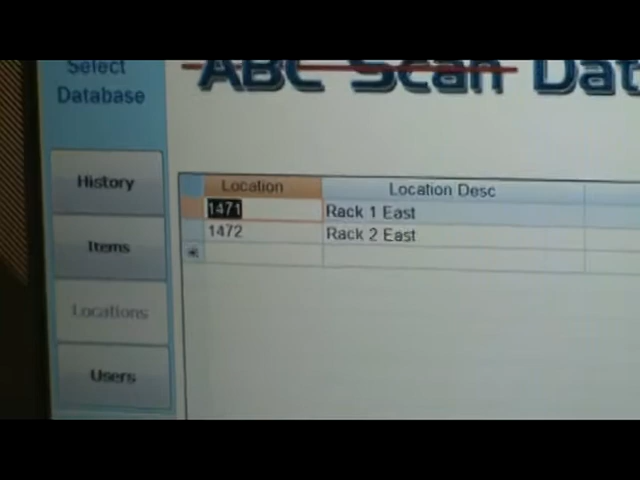 Select
Database
ABC Scan Dat
History
Items
Locations
Users
Location Location Desc
1471 Rack 1 East
1472 Rack 2 East